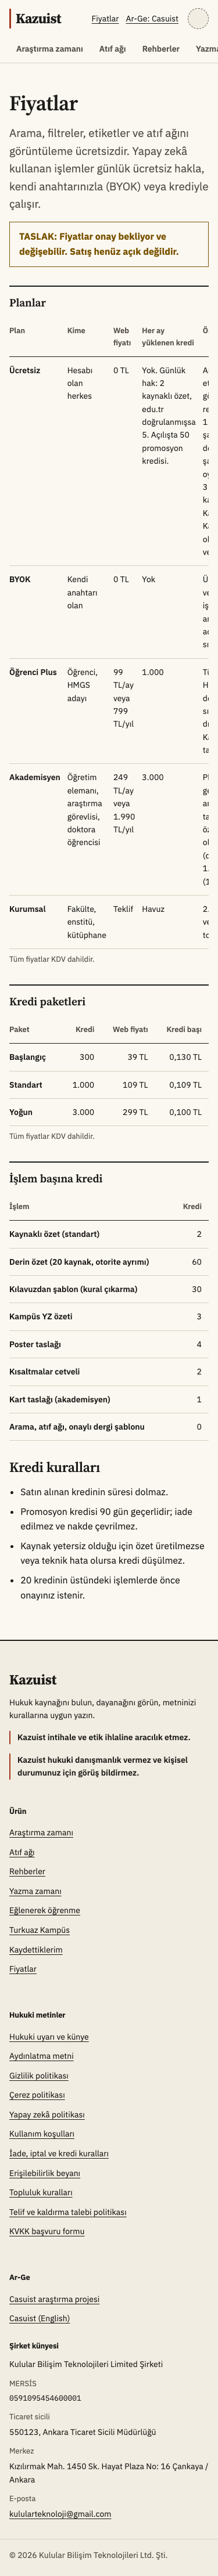 Kazuist
Fiyatlar Ar-Ge: Casuist
Araştırma zamanı Atıf ağı Rehberler Yazma
Fiyatlar
Arama, filtreler, etiketler ve atıf ağını
görüntüleme ücretsizdir. Yapay zekâ
kullanan işlemler günlük ücretsiz hakla,
kendi anahtarınızla (BYOK) veya krediyle
çalışır.
TASLAK: Fiyatlar onay bekliyor ve
değişebilir. Satış henüz açık değildir.
Planlar
Plan Kime Web fiyatı Her ay yüklenen kredi
Ücretsiz Hesabı olan herkes 0 TL Yok. Günlük hak: 2 kaynaklı özet, edu.tr doğrulanmışsa 5. Açılışta 50 promosyon kredisi.
BYOK Kendi anahtarı olan 0 TL Yok
Öğrenci Plus Öğrenci, HMGS adayı 99 TL/ay veya 799 TL/yıl 1.000
Akademisyen Öğretim elemanı, araştırma görevlisi, doktora öğrencisi 249 TL/ay veya 1.990 TL/yıl 3.000
Kurumsal Fakülte, enstitü, kütüphane Teklif Havuz
Tüm fiyatlar KDV dahildir.
Kredi paketleri
Paket Kredi Web fiyatı Kredi başı
Başlangıç 300 39 TL 0,130 TL
Standart 1.000 109 TL 0,109 TL
Yoğun 3.000 299 TL 0,100 TL
Tüm fiyatlar KDV dahildir.
İşlem başına kredi
İşlem Kredi
Kaynaklı özet (standart) 2
Derin özet (20 kaynak, otorite ayrımı) 60
Kılavuzdan şablon (kural çıkarma) 30
Kampüs YZ özeti 3
Poster taslağı 4
Kısaltmalar cetveli 2
Kart taslağı (akademisyen) 1
Arama, atıf ağı, onaylı dergi şablonu 0
Kredi kuralları
• Satın alınan kredinin süresi dolmaz.
• Promosyon kredisi 90 gün geçerlidir; iade
edilmez ve nakde çevrilmez.
• Kaynak yetersiz olduğu için özet üretilmezse
veya teknik hata olursa kredi düşülmez.
• 20 kredinin üstündeki işlemlerde önce
onayınız istenir.
Kazuist
Hukuk kaynağını bulun, dayanağını görün, metninizi
kurallarına uygun yazın.
Kazuist intihale ve etik ihlaline aracılık etmez.
Kazuist hukuki danışmanlık vermez ve kişisel
durumunuz için görüş bildirmez.
Ürün
Araştırma zamanı
Atıf ağı
Rehberler
Yazma zamanı
Eğlenerek öğrenme
Turkuaz Kampüs
Kaydettiklerim
Fiyatlar
Hukuki metinler
Hukuki uyarı ve künye
Aydınlatma metni
Gizlilik politikası
Çerez politikası
Yapay zekâ politikası
Kullanım koşulları
İade, iptal ve kredi kuralları
Erişilebilirlik beyanı
Topluluk kuralları
Telif ve kaldırma talebi politikası
KVKK başvuru formu
Ar-Ge
Casuist araştırma projesi
Casuist (English)
Şirket künyesi
Kulular Bilişim Teknolojileri Limited Şirketi
MERSİS
0591095454600001
Ticaret sicili
550123, Ankara Ticaret Sicili Müdürlüğü
Merkez
Kızılırmak Mah. 1450 Sk. Hayat Plaza No: 16 Çankaya /
Ankara
E-posta
kulularteknoloji@gmail.com
© 2026 Kulular Bilişim Teknolojileri Ltd. Şti.